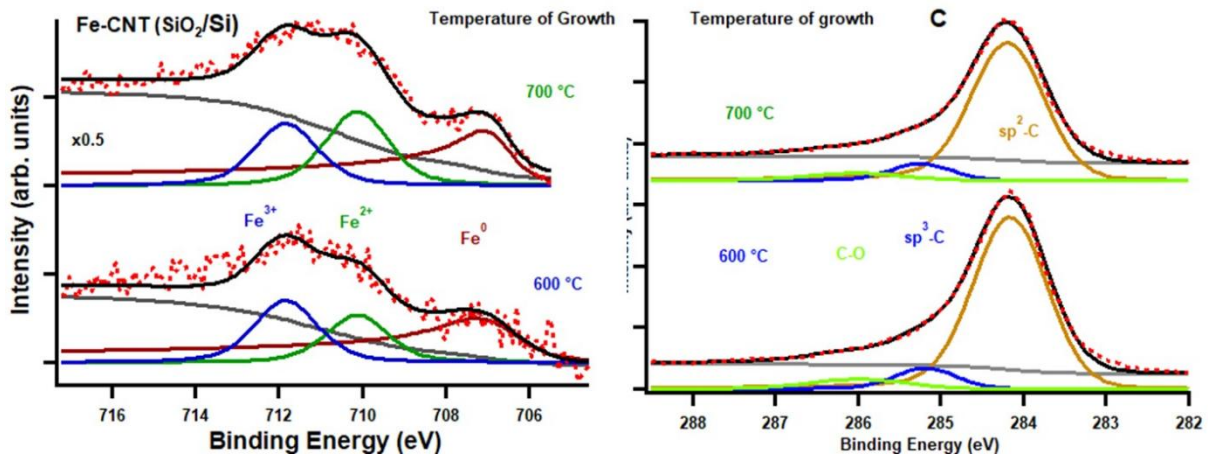 Fe-CNT (SiO₂/Si)
Temperature of Growth
700 °C
x0.5
Fe³⁺
Fe²⁺
Fe⁰
600 °C
Intensity (arb. units)
716
714
712
710
708
706
Binding Energy (eV)
Temperature of growth
C
700 °C
sp²-C
600 °C
C-O
sp³-C
288
287
286
285
284
283
282
Binding Energy (eV)